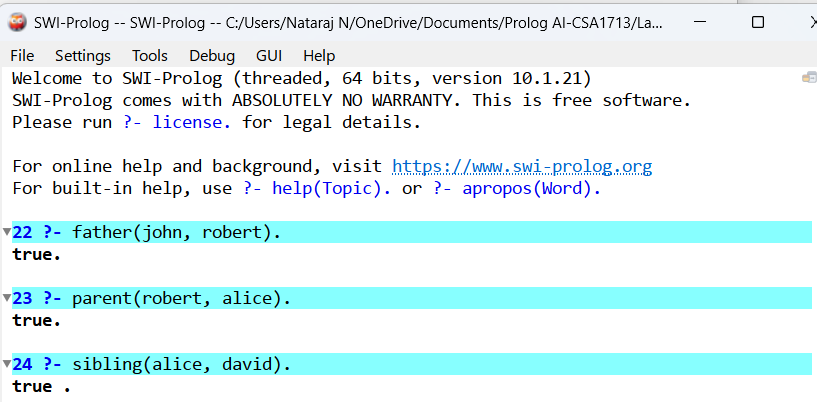 SWI-Prolog -- SWI-Prolog -- C:/Users/Nataraj N/OneDrive/Documents/Prolog AI-CSA1713/La...
File Settings Tools Debug GUI Help
Welcome to SWI-Prolog (threaded, 64 bits, version 10.1.21)
SWI-Prolog comes with ABSOLUTELY NO WARRANTY. This is free software.
Please run ?- license. for legal details.
For online help and background, visit https://www.swi-prolog.org
For built-in help, use ?- help(Topic). or ?- apropos(Word).
22 ?- father(john, robert).
true.
23 ?- parent(robert, alice).
true.
24 ?- sibling(alice, david).
true .